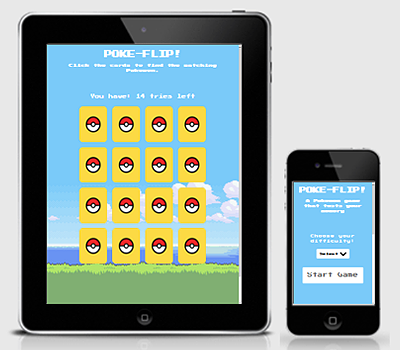 POKE-FLIP!
Click the cards to find the matching
Pokemon.
You have: 14 tries left
POKE-FLIP!
A Pokemon game
that tests your
memory
Choose your
difficulty!
Select
Start Game